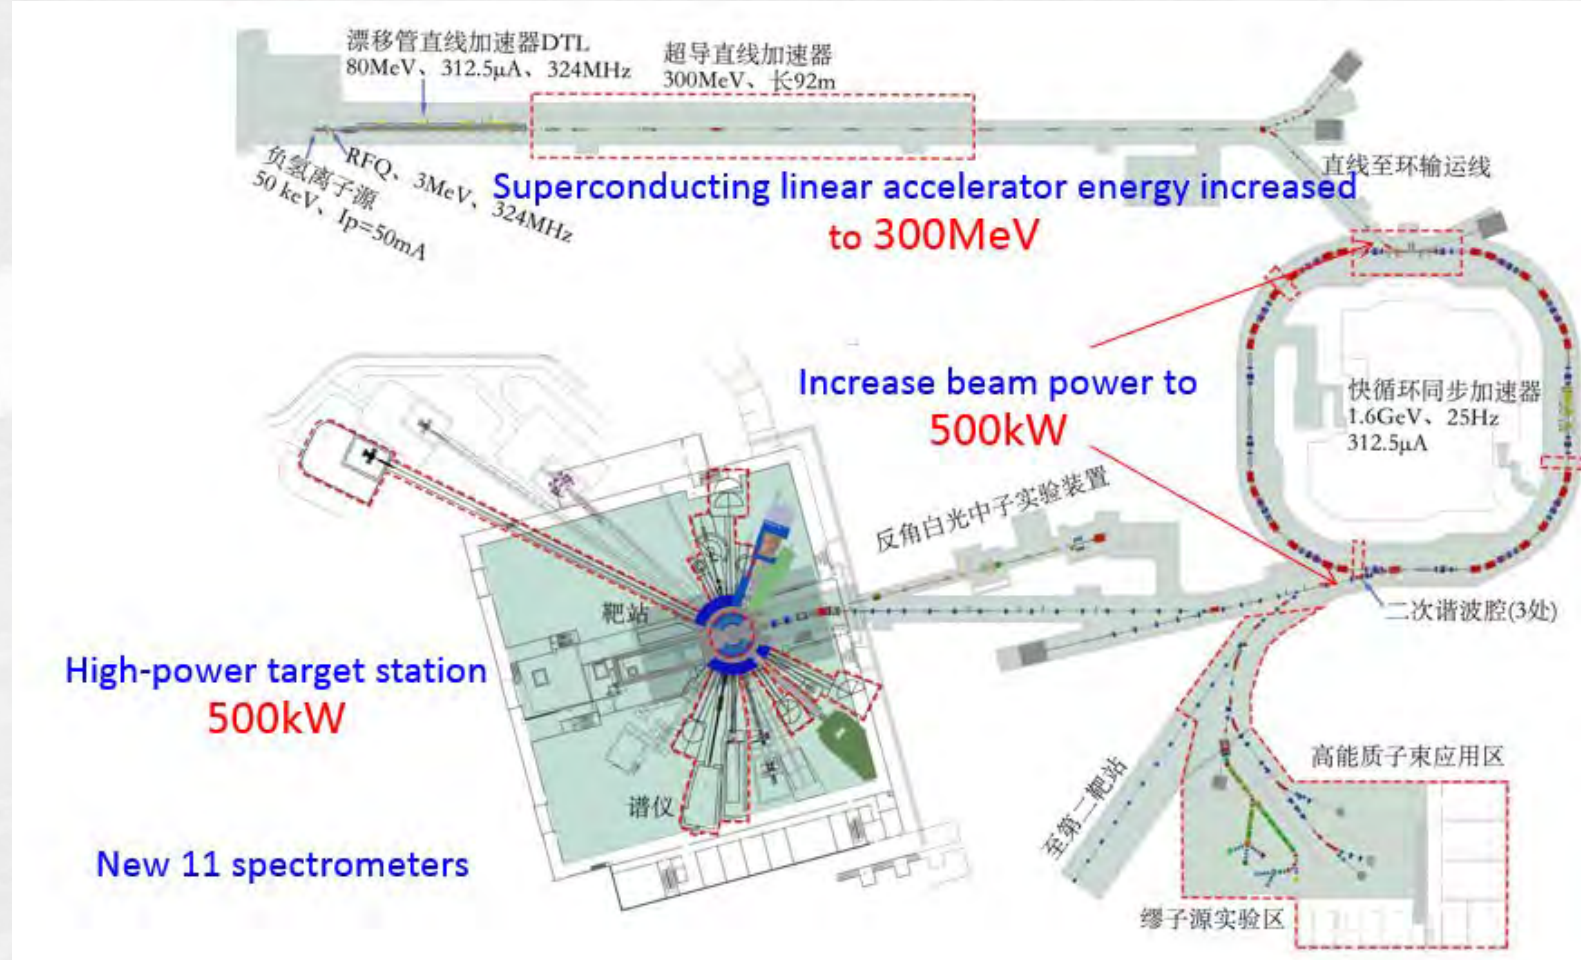 漂移管直线加速器DTL
80MeV、312.5μA、324MHz
超导直线加速器
300MeV、长92m
负氢离子源
50 keV、Ip=50mA
RFQ、3MeV、324MHz
直线至环输运线
Superconducting linear accelerator energy increased
to 300MeV
Increase beam power to
500kW
快循环同步加速器
1.6GeV、25Hz
312.5μA
反角白光中子实验装置
靶站
二次谐波腔(3处)
High-power target station
500kW
高能质子束应用区
至第二靶站
谱仪
New 11 spectrometers
缪子源实验区